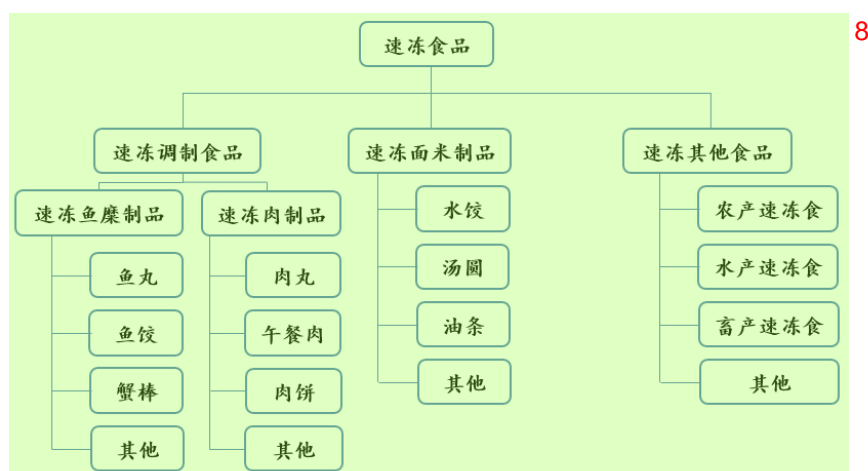 速冻食品
8
速冻调制食品
速冻面米制品
速冻其他食品
速冻鱼糜制品
速冻肉制品
鱼丸
鱼饺
蟹棒
其他
肉丸
午餐肉
肉饼
其他
水饺
汤圆
油条
其他
农产速冻食
水产速冻食
畜产速冻食
其他